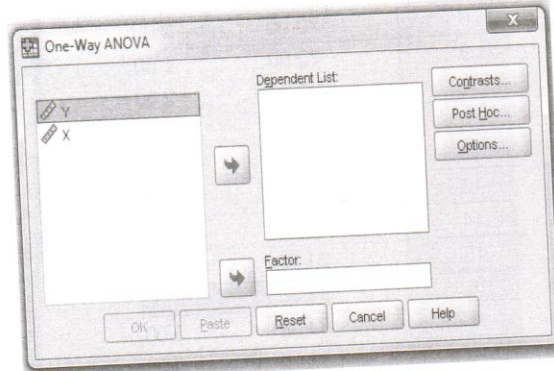 One-Way ANOVA
X
Y
X
Dependent List:
Contrasts...
Post Hoc...
Options...
Factor:
OK
Paste
Reset
Cancel
Help